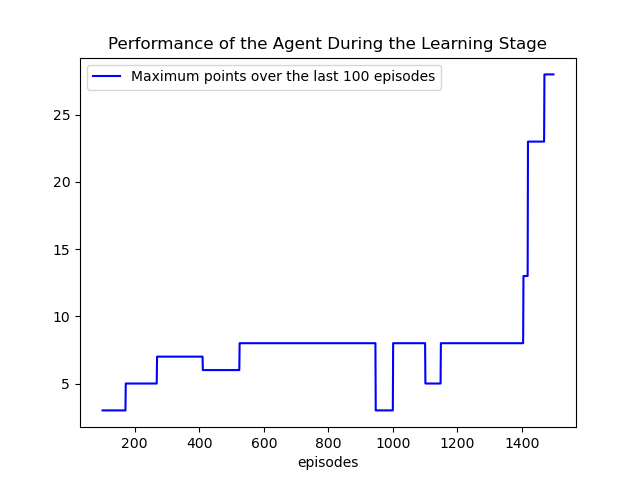 Performance of the Agent During the Learning Stage
Maximum points over the last 100 episodes
25
20
15
10
5
200 400 600 800 1000 1200 1400
episodes